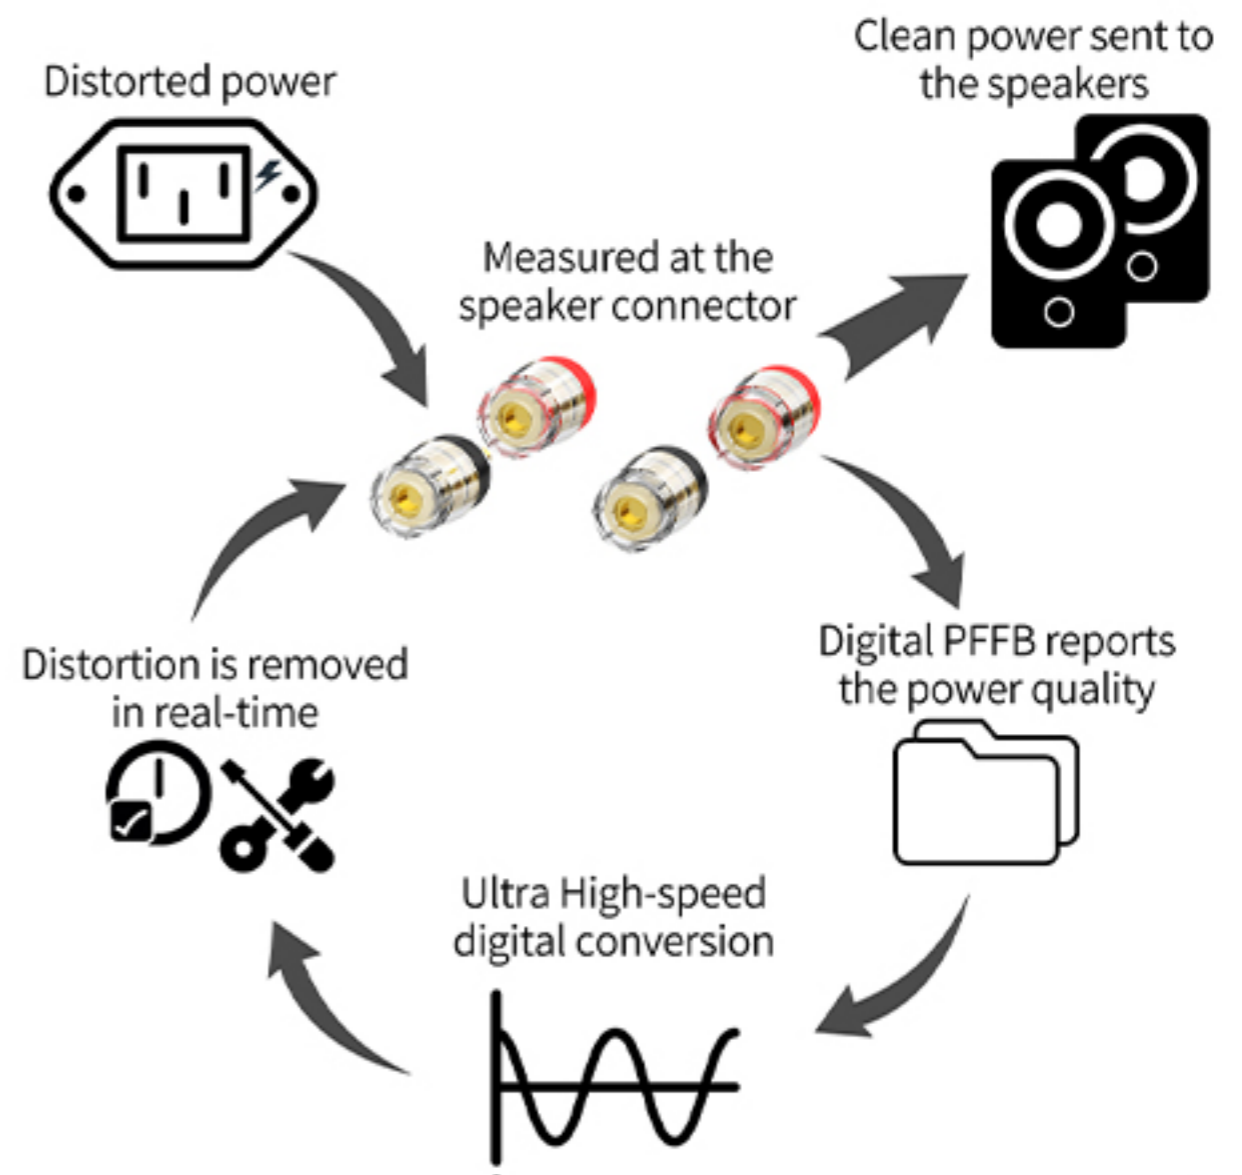 Clean power sent to
the speakers
Distorted power
Measured at the
speaker connector
Digital PFFB reports
the power quality
Distortion is removed
in real-time
Ultra High-speed
digital conversion